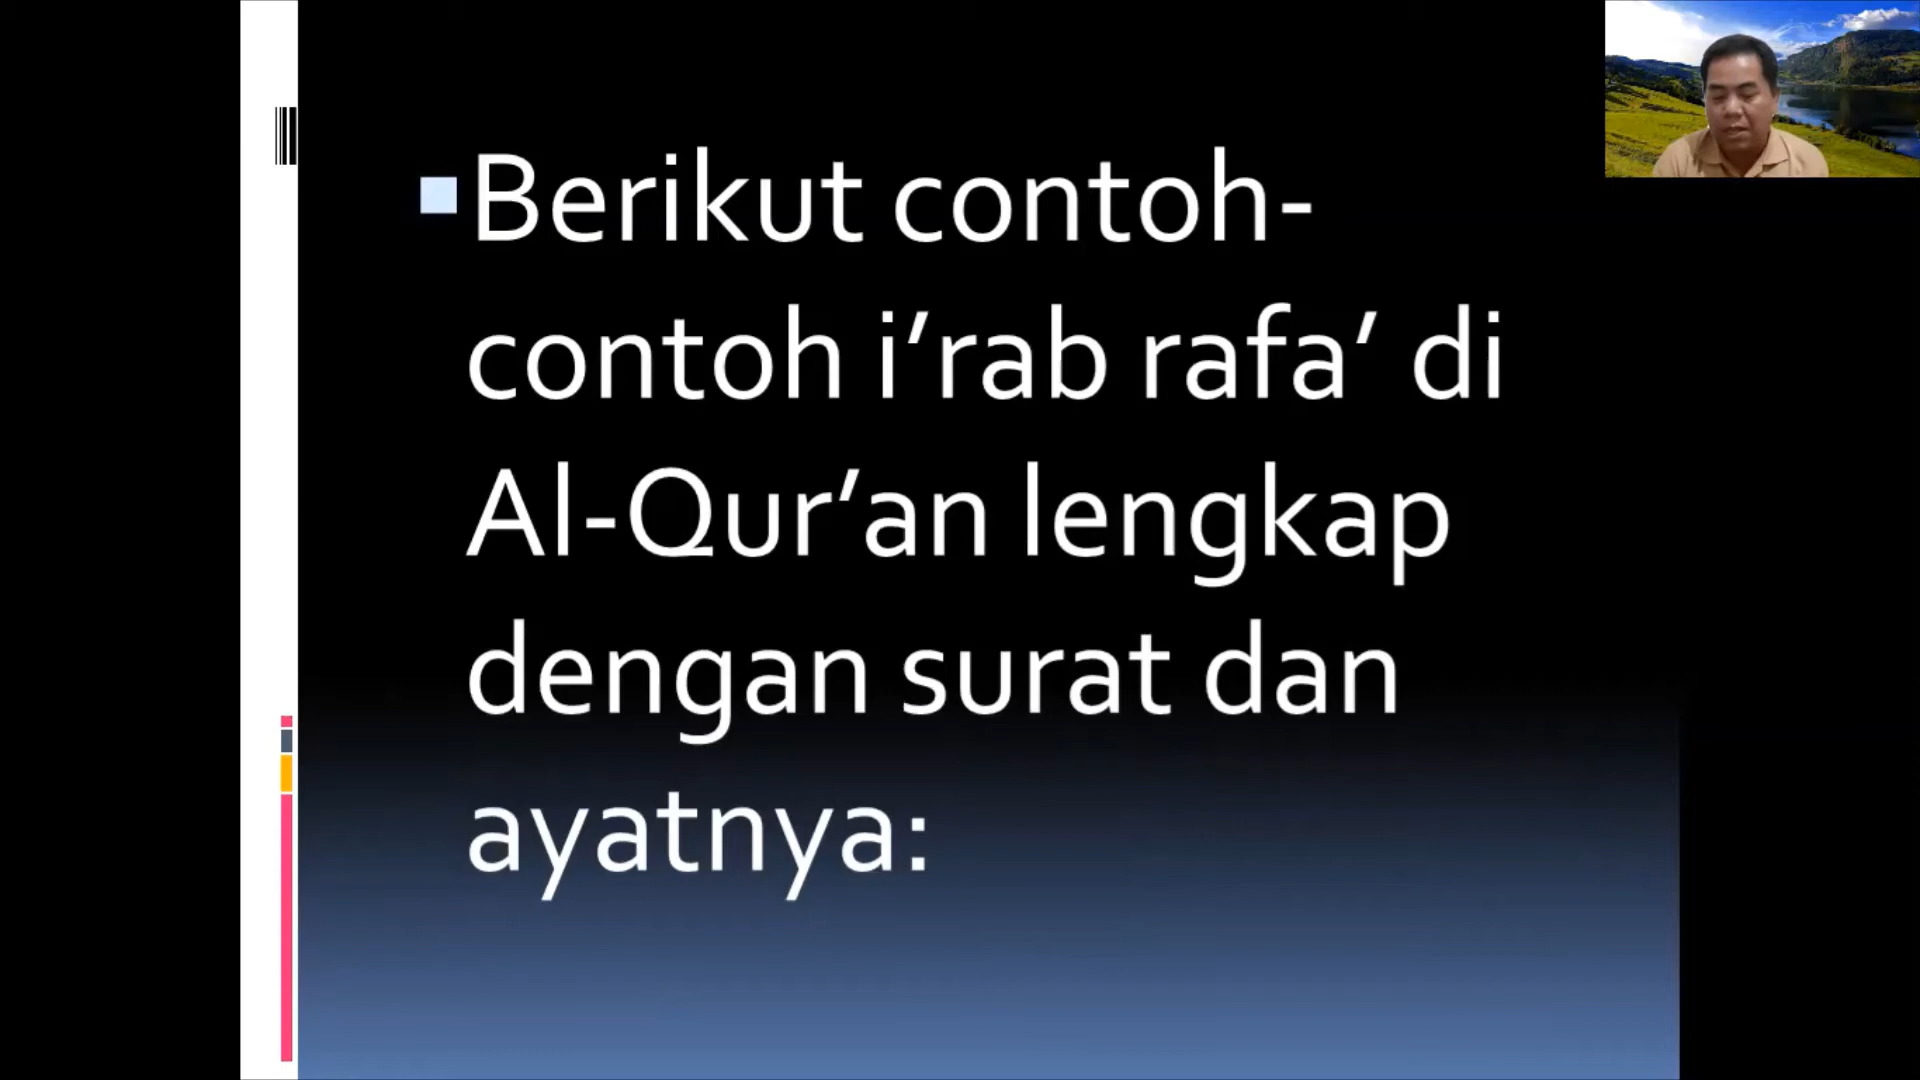 Berikut contoh-
contoh i’rab rafa’ di
Al-Qur’an lengkap
dengan surat dan
ayatnya: